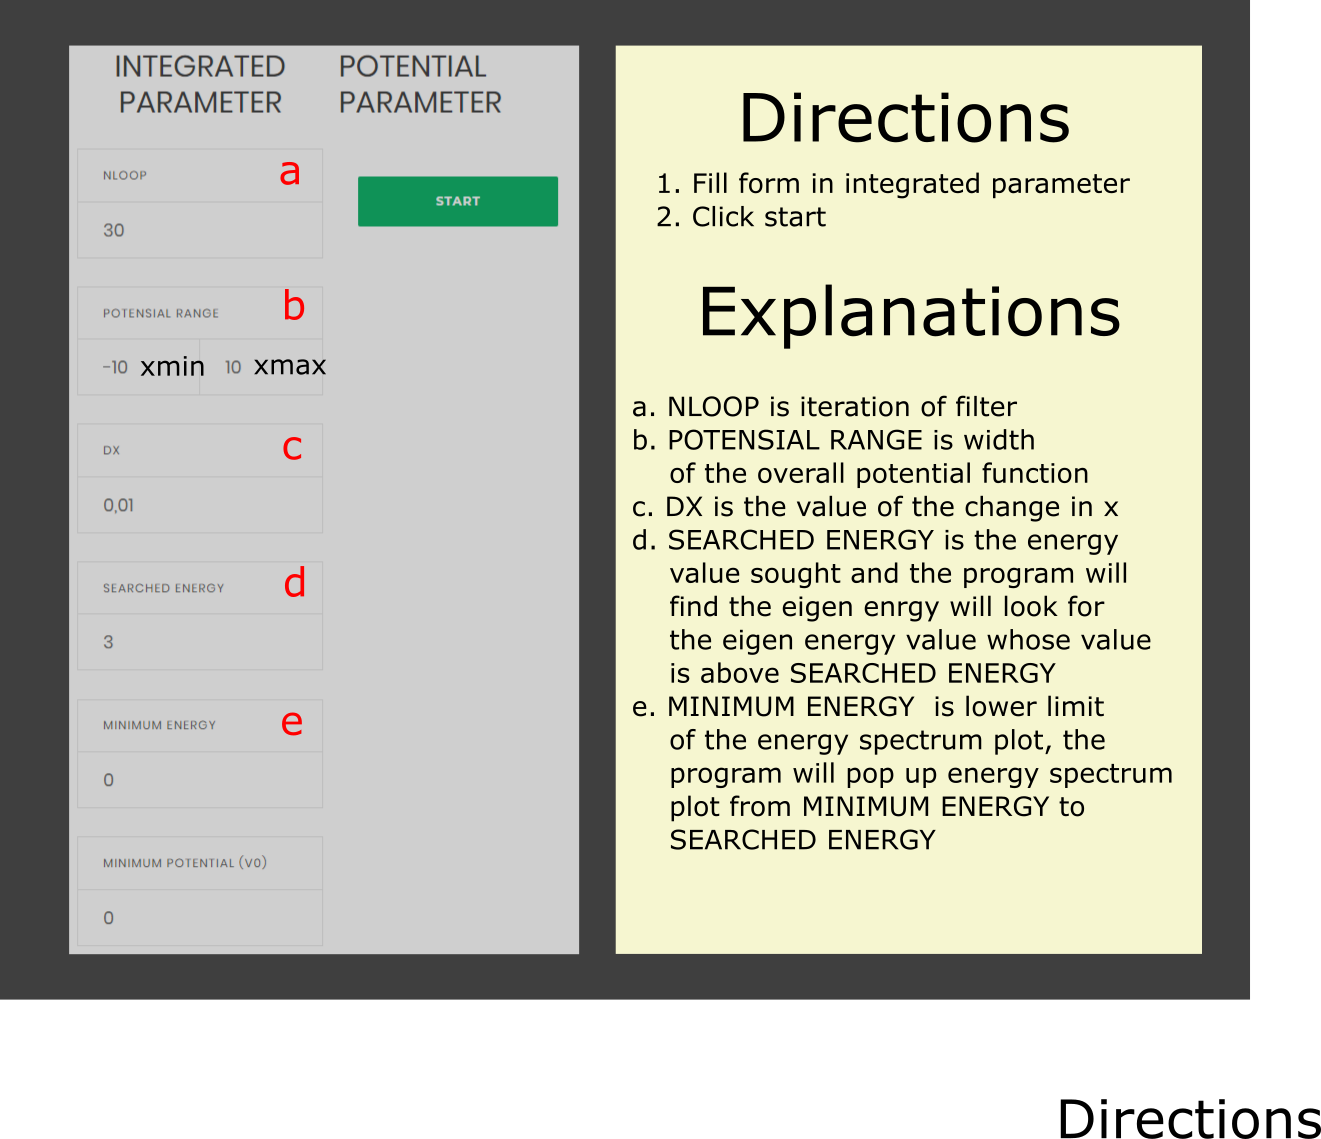 INTEGRATED
PARAMETER
POTENTIAL
PARAMETER
NLOOP a
30
START
POTENSIAL RANGE b
-10 xmin 10 xmax
DX c
0,01
SEARCHED ENERGY d
3
MINIMUM ENERGY e
0
MINIMUM POTENTIAL (V0)
0
Directions
1. Fill form in integrated parameter
2. Click start
Explanations
a. NLOOP is iteration of filter
b. POTENSIAL RANGE is width
of the overall potential function
c. DX is the value of the change in x
d. SEARCHED ENERGY is the energy
value sought and the program will
find the eigen enrgy will look for
the eigen energy value whose value
is above SEARCHED ENERGY
e. MINIMUM ENERGY is lower limit
of the energy spectrum plot, the
program will pop up energy spectrum
plot from MINIMUM ENERGY to
SEARCHED ENERGY
Directions